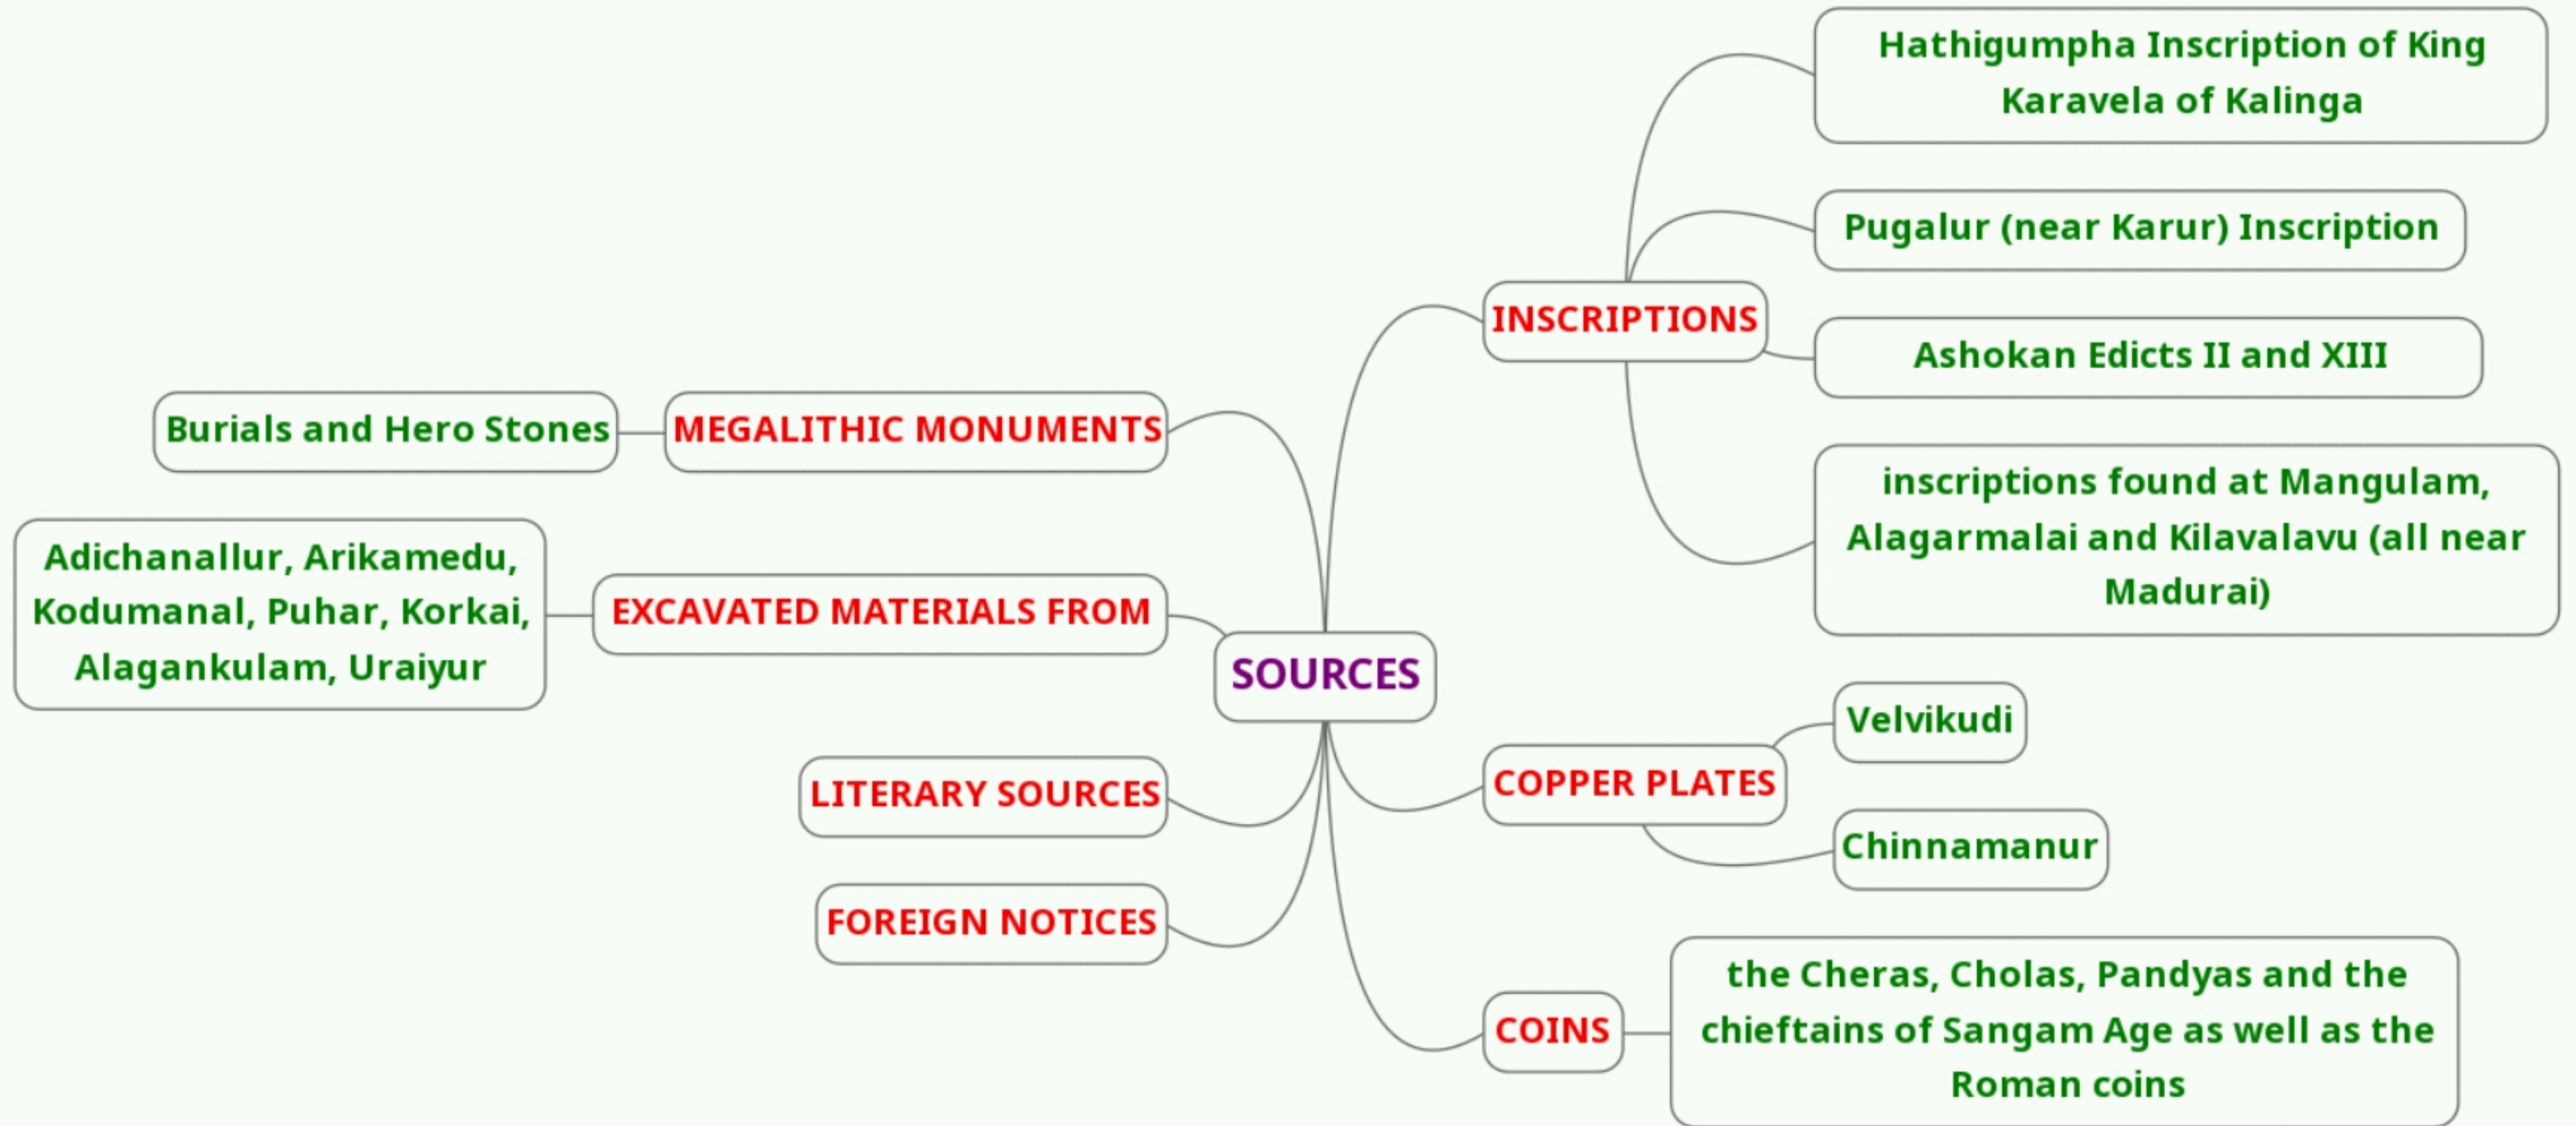 Hathigumpha Inscription of King
Karavela of Kalinga
Pugalur (near Karur) Inscription
INSCRIPTIONS
Ashokan Edicts II and XIII
inscriptions found at Mangulam,
Alagarmalai and Kilavalavu (all near
Madurai)
Burials and Hero Stones
MEGALITHIC MONUMENTS
Adichanallur, Arikamedu,
Kodumanal, Puhar, Korkai,
Alagankulam, Uraiyur
EXCAVATED MATERIALS FROM
SOURCES
LITERARY SOURCES
FOREIGN NOTICES
COPPER PLATES
Velvikudi
Chinnamanur
COINS
the Cheras, Cholas, Pandyas and the
chieftains of Sangam Age as well as the
Roman coins